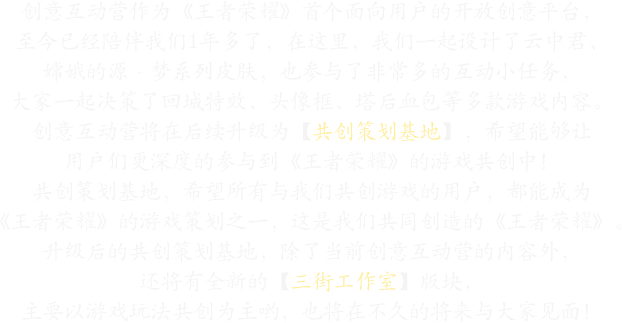 创意互动营作为《王者荣耀》首个面向用户的开放创意平台，
至今已经陪伴我们1年多了，在这里，我们一起设计了云中君，
嫦娥的源·梦系列皮肤，也参与了非常多的互动小任务，
大家一起决策了回城特效、头像框、塔后血包等多款游戏内容。
创意互动营将在后续升级为【共创策划基地】，希望能够让
用户们更深度的参与到《王者荣耀》的游戏共创中！
共创策划基地，希望所有与我们共创游戏的用户，都能成为
《王者荣耀》的游戏策划之一，这是我们共同创造的《王者荣耀》。
升级后的共创策划基地，除了当前创意互动营的内容外，
还将有全新的【三街工作室】版块，
主要以游戏玩法共创为主哟，也将在不久的将来与大家见面！